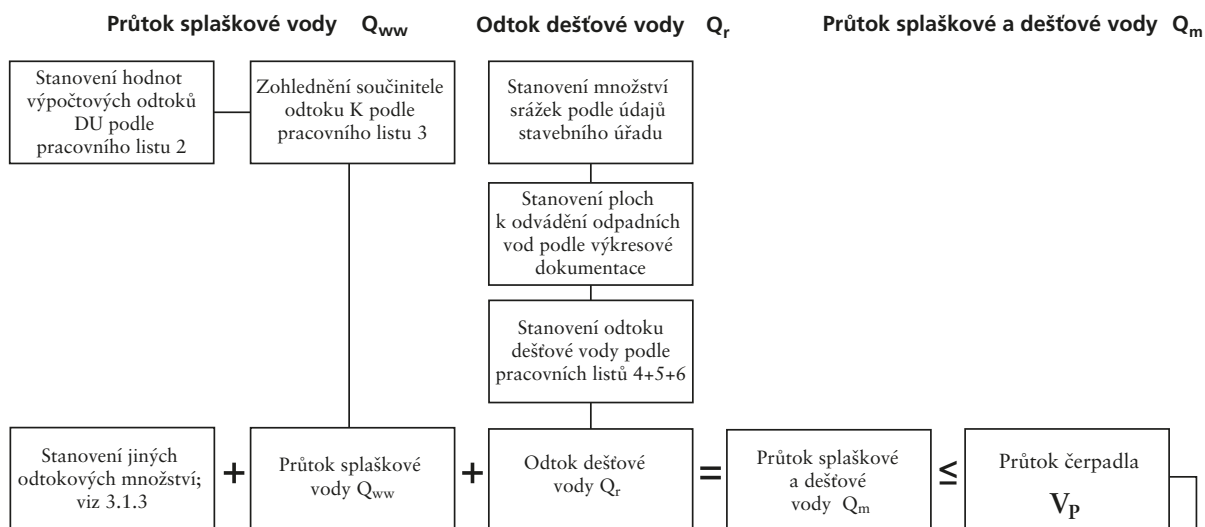 Průtok splaškové vody Qww
Odtok dešťové vody Qr
Průtok splaškové a dešťové vody Qm
Stanovení hodnot
výpočtových odtoků
DU podle
pracovního listu 2
Zohlednění součinitele
odtoku K podle
pracovního listu 3
Stanovení množství
srážek podle údajů
stavebního úřadu
Stanovení ploch
k odvádění odpadních
vod podle výkresové
dokumentace
Stanovení odtoku
dešťové vody podle
pracovních listů 4+5+6
Stanovení jiných
odtokových množství;
viz 3.1.3
+
Průtok splaškové
vody Qww
+
Odtok dešťové
vody Qr
=
Průtok splaškové
a dešťové
vody Qm
≤
Průtok čerpadla
VP